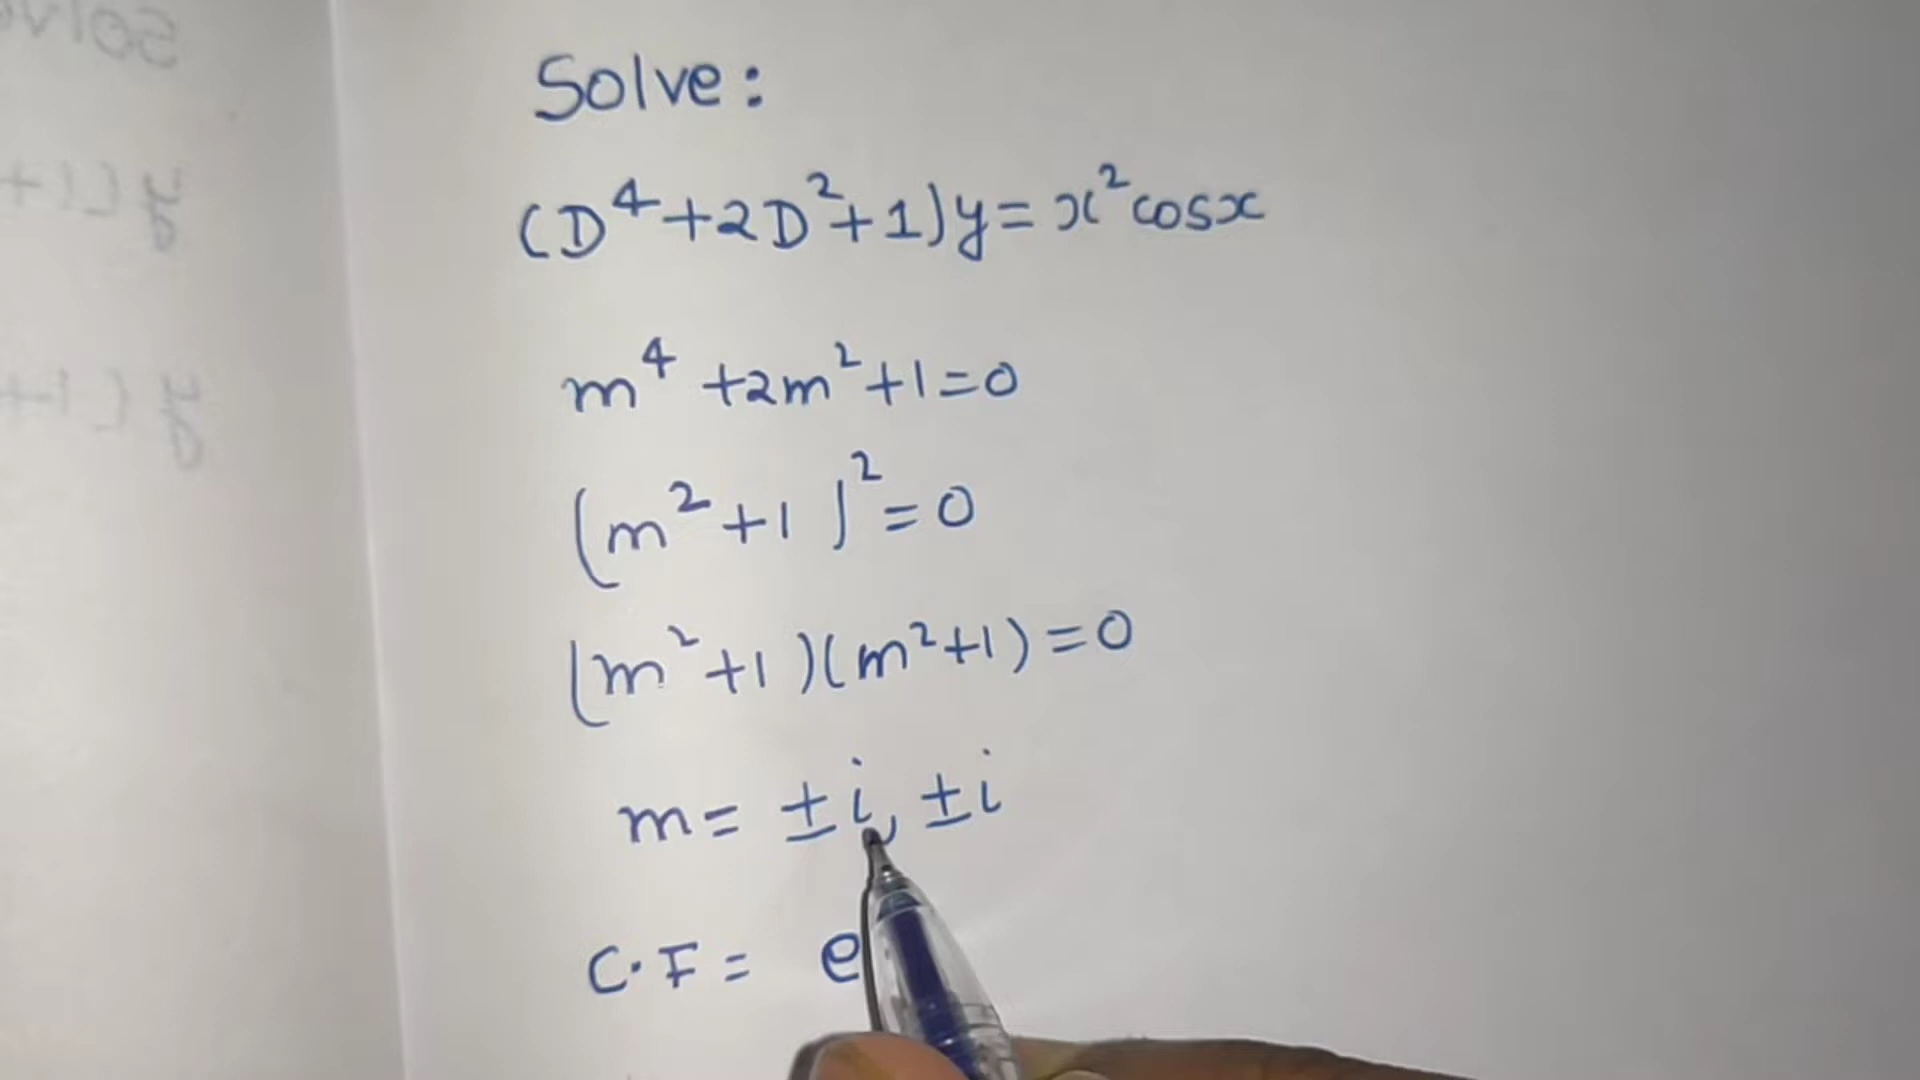 Solve:
(D⁴+2D²+1)y=x²cosx
m⁴+2m²+1=0
(m²+1)²=0
(m²+1)(m²+1)=0
m=±i,±i
C.F= e